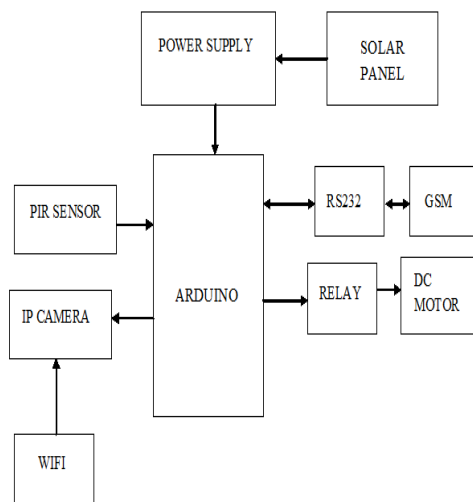 POWER SUPPLY
SOLAR
PANEL
PIR SENSOR
RS232
GSM
ARDUINO
IP CAMERA
RELAY
DC
MOTOR
WIFI